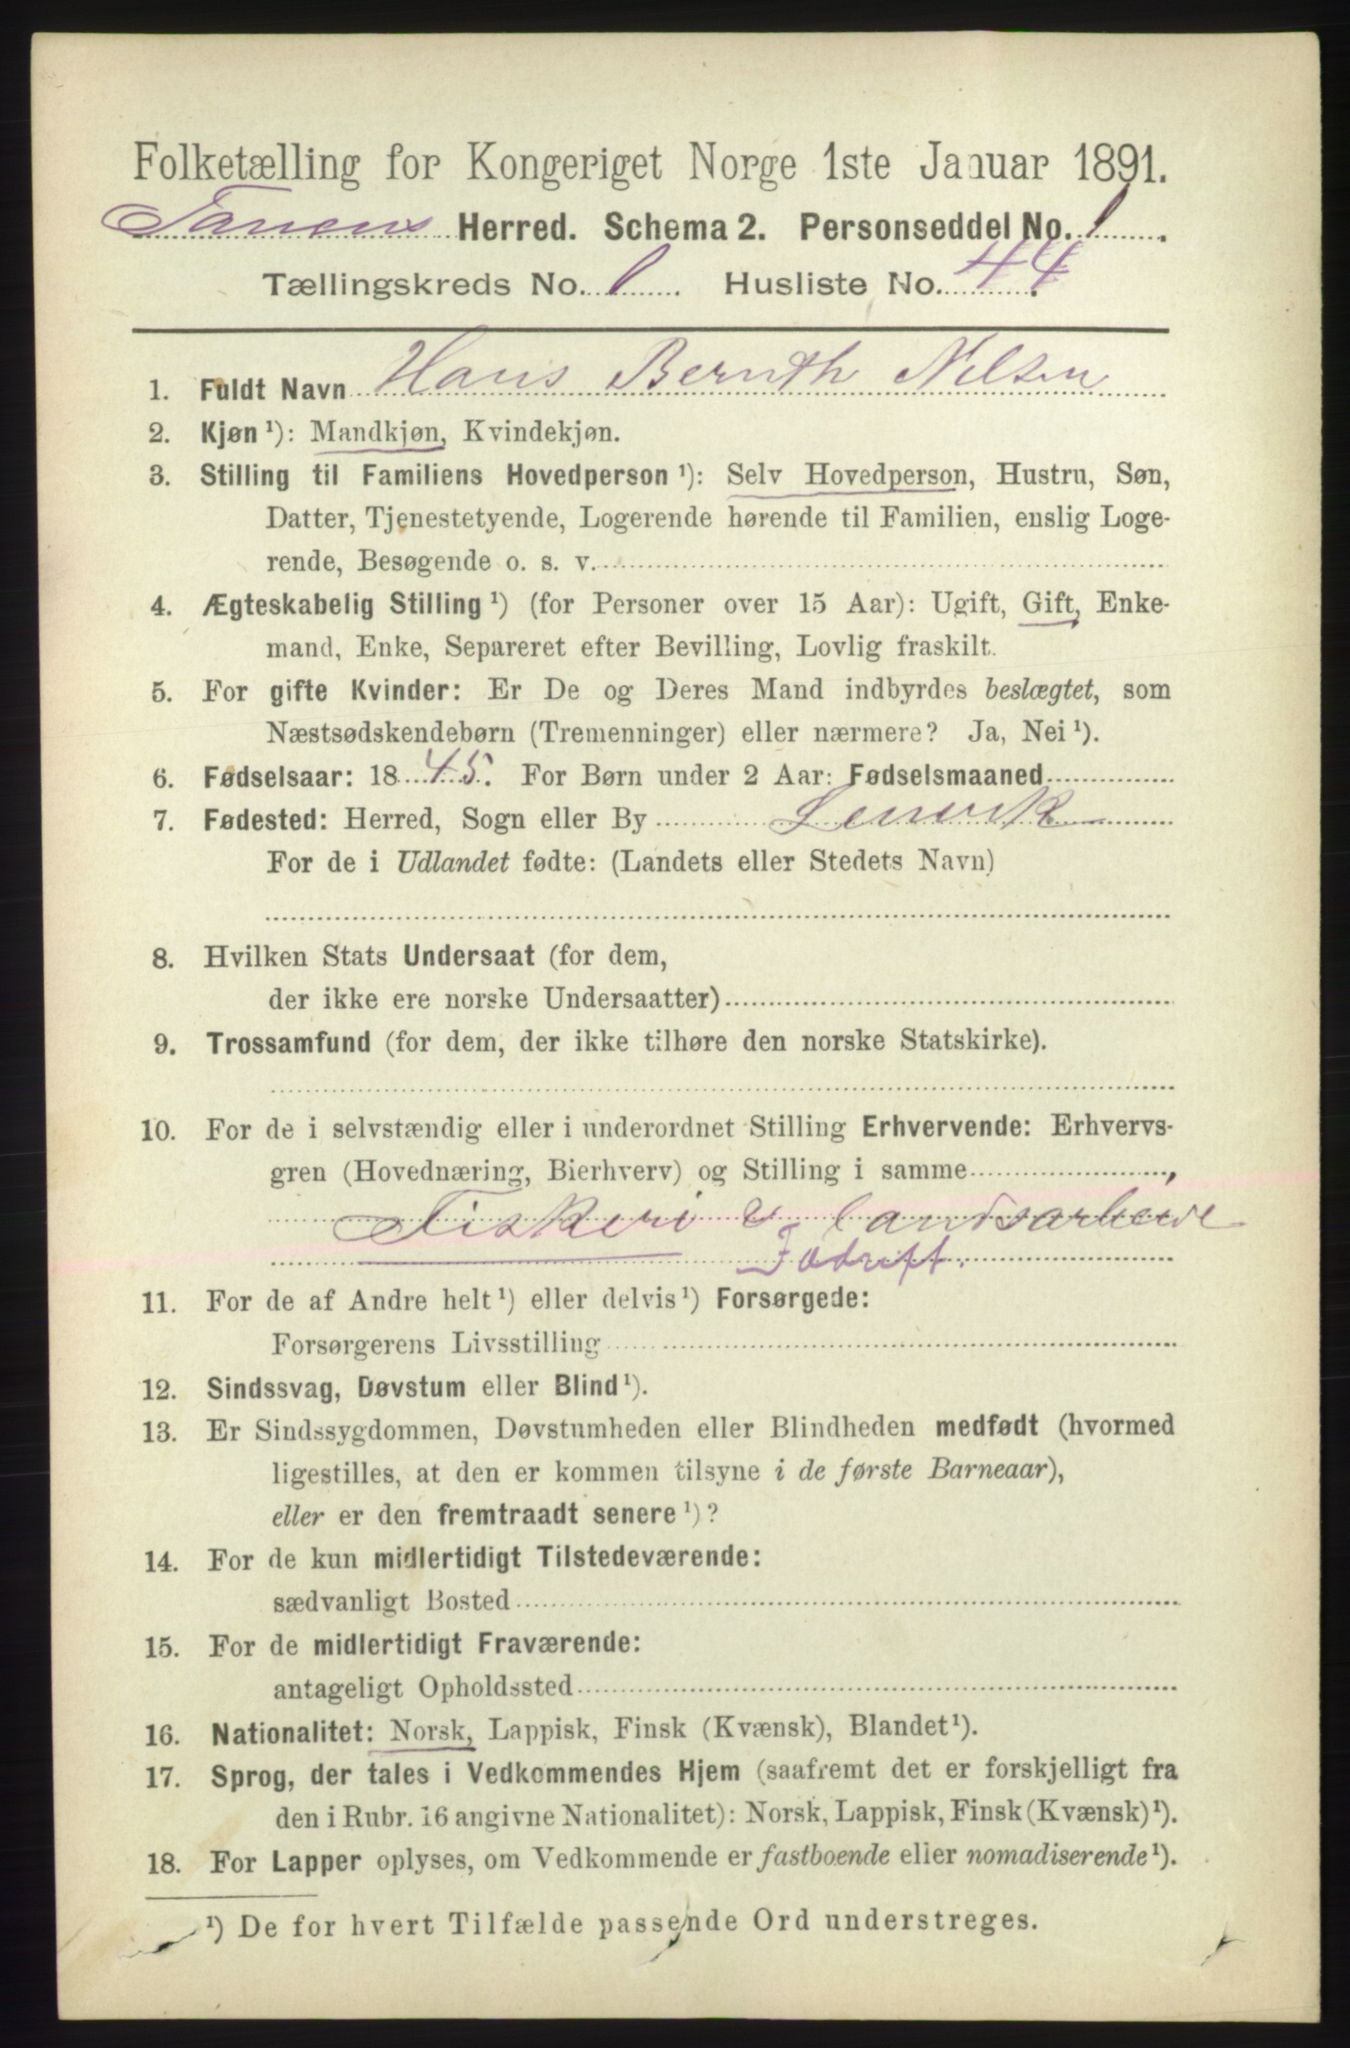 Folketælling for Kongeriget Norge 1ste Januar 1891.
Tanens Herred. Schema 2. Personseddel No. 1.
Tællingskreds No. 1. Husliste No. 44.
1. Fuldt Navn Hans Bernth Nilsen
2. Kjøn ¹): Mandkjøn, Kvindekjøn.
3. Stilling til Familiens Hovedperson ¹): Selv Hovedperson, Hustru, Søn,
Datter, Tjenestetyende, Logerende hørende til Familien, enslig Loge-
rende, Besøgende o. s. v.
4. Ægteskabelig Stilling ¹) (for Personer over 15 Aar): Ugift, Gift, Enke-
mand, Enke, Separeret efter Bevilling, Lovlig fraskilt.
5. For gifte Kvinder: Er De og Deres Mand indbyrdes beslægtet, som
Næstsødskendebørn (Tremenninger) eller nærmere? Ja, Nei ¹).
6. Fødselsaar: 1845. For Børn under 2 Aar: Fødselsmaaned
7. Fødested: Herred, Sogn eller By Lenvik
For de i Udlandet fødte: (Landets eller Stedets Navn)
8. Hvilken Stats Undersaat (for dem,
der ikke ere norske Undersaatter)
9. Trossamfund (for dem, der ikke tilhøre den norske Statskirke).
10. For de i selvstændig eller i underordnet Stilling Erhvervende: Erhvervs-
gren (Hovednæring, Bierhverv) og Stilling i samme,
Fiskeri & landsarbeide
Fædrift.
11. For de af Andre helt ¹) eller delvis ¹) Forsørgede:
Forsørgerens Livsstilling
12. Sindssvag, Døvstum eller Blind ¹).
13. Er Sindssygdommen, Døvstumheden eller Blindheden medfødt (hvormed
ligestilles, at den er kommen tilsyne i de første Barneaar),
eller er den fremtraadt senere ¹)?
14. For de kun midlertidigt Tilstedeværende:
sædvanligt Bosted
15. For de midlertidigt Fraværende:
antageligt Opholdssted
16. Nationalitet: Norsk, Lappisk, Finsk (Kvænsk), Blandet ¹).
17. Sprog, der tales i Vedkommendes Hjem (saafremt det er forskjelligt fra
den i Rubr. 16 angivne Nationalitet): Norsk, Lappisk, Finsk (Kvænsk) ¹).
18. For Lapper oplyses, om Vedkommende er fastboende eller nomadiserende ¹).
¹) De for hvert Tilfælde passende Ord understreges.